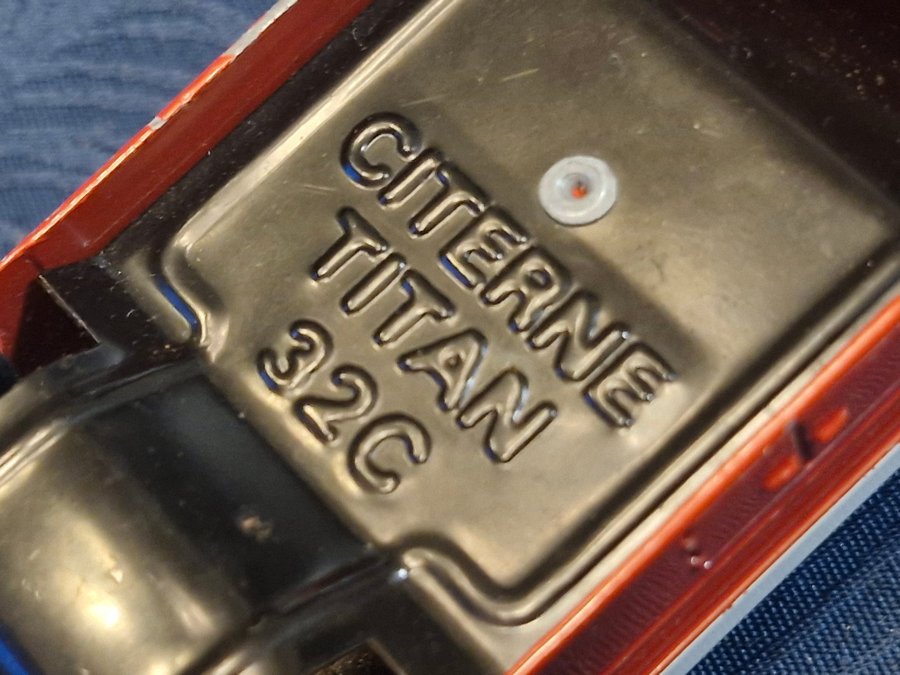 CITERNE
TITAN
32C